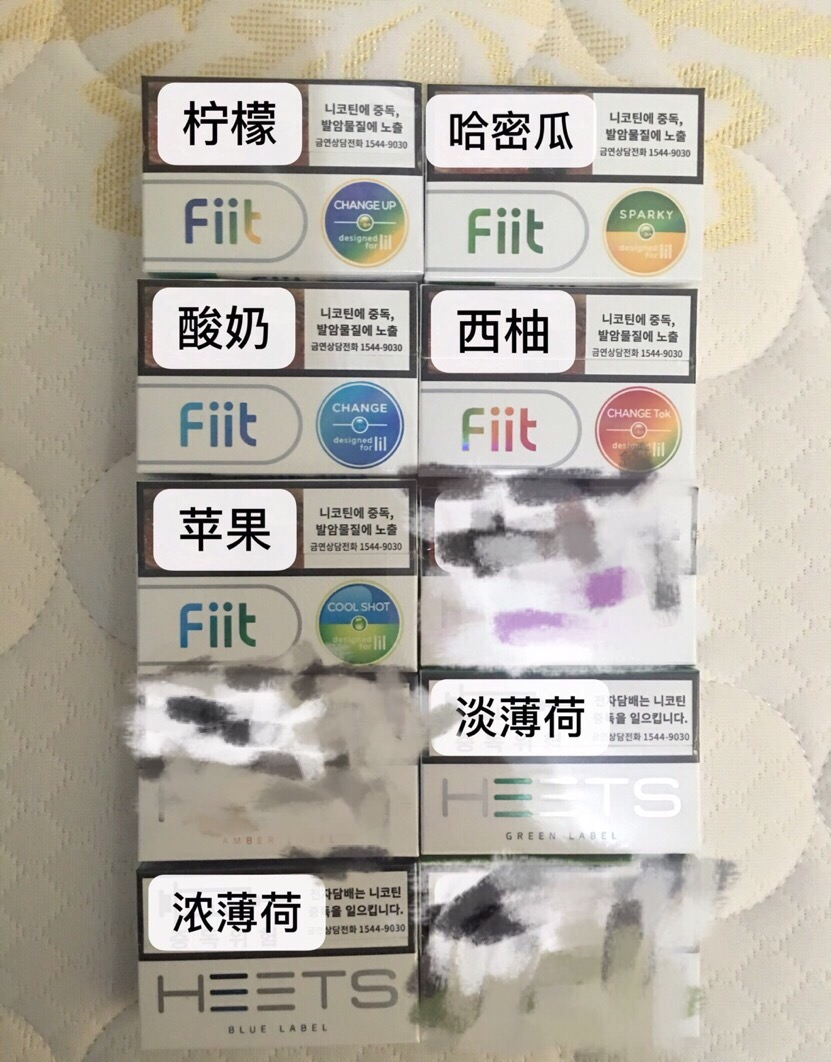 柠檬
니코틴에 중독,
발암물질에 노출
금연상담전화 1544-9030
Fiit
CHANGE UP
designed
for lil
哈密瓜
니코틴에 중독,
발암물질에 노출
금연상담전화 1544-9030
Fiit
SPARKY
designed
for lil
酸奶
니코틴에 중독,
발암물질에 노출
금연상담전화 1544-9030
Fiit
CHANGE
designed
for lil
西柚
니코틴에 중독,
발암물질에 노출
금연상담전화 1544-9030
Fiit
CHANGE Tok
designed
for lil
苹果
니코틴에 중독,
발암물질에 노출
금연상담전화 1544-9030
Fiit
COOL SHOT
designed
for lil
AMBER
淡薄荷
자담배는 니코틴
독을 일으킵니다.
상담전화 1544-9030
HEETS
GREEN LABEL
浓薄荷
자담배는 니코틴
독을 일으킵니다.
상담전화 1544-9030
HEETS
BLUE LABEL